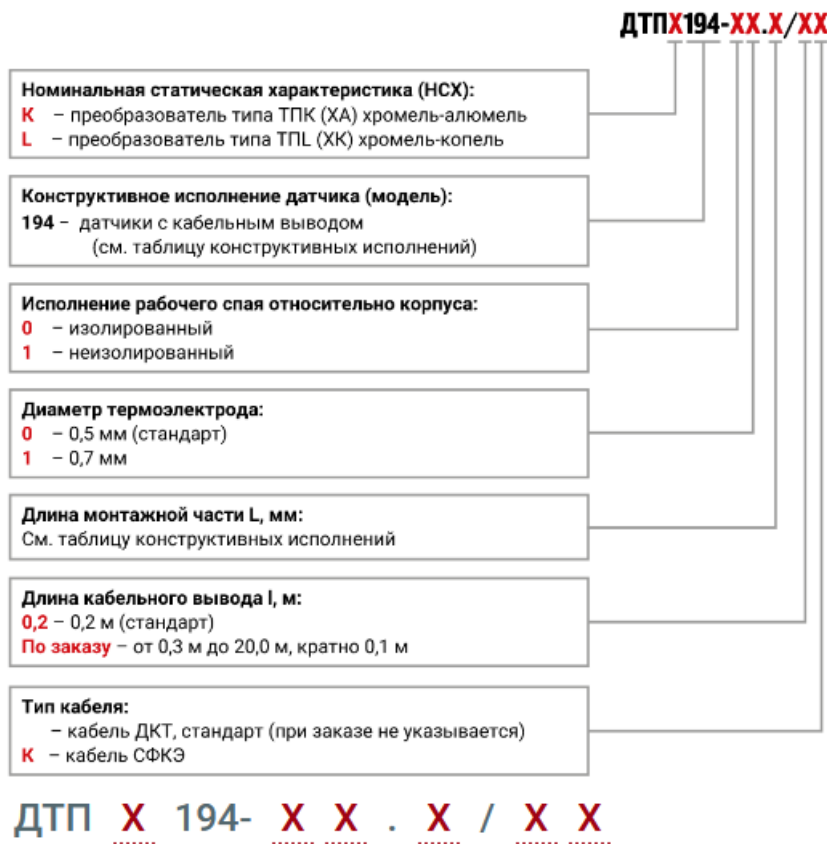 ДТПХ194-ХХ.Х/ХХ
Номинальная статическая характеристика (НСХ):
К – преобразователь типа ТПК (ХА) хромель-алюмель
L – преобразователь типа ТПL (ХК) хромель-копель
Конструктивное исполнение датчика (модель):
194 – датчики с кабельным выводом
(см. таблицу конструктивных исполнений)
Исполнение рабочего спая относительно корпуса:
0 – изолированный
1 – неизолированный
Диаметр термоэлектрода:
0 – 0,5 мм (стандарт)
1 – 0,7 мм
Длина монтажной части L, мм:
См. таблицу конструктивных исполнений
Длина кабельного вывода l, м:
0,2 – 0,2 м (стандарт)
По заказу – от 0,3 м до 20,0 м, кратно 0,1 м
Тип кабеля:
– кабель ДКТ, стандарт (при заказе не указывается)
К – кабель СФКЭ
ДТП Х 194- Х Х . Х / Х Х